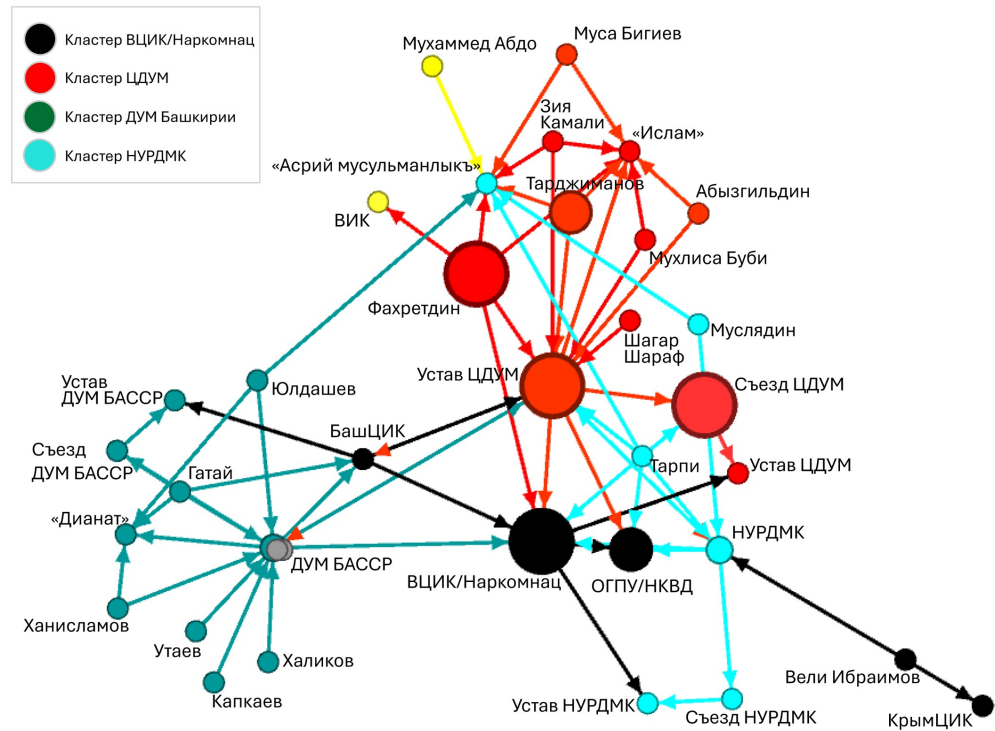 Кластер ВЦИК/Наркомнац
Кластер ЦДУМ
Кластер ДУМ Башкирии
Кластер НУРДМК
Муса Бигиев
Мухаммед Абдо
Зия
Камали
«Ислам»
«Асрий мусульманлыкъ»
Тарджиманов
Абызгильдин
ВИК
Мухлиса Буби
Фахретдин
Муслядин
Шагар
Шараф
Устав ЦДУМ
Съезд ЦДУМ
Устав
ДУМ БАССР
Юлдашев
БашЦИК
Съезд
ДУМ БАССР
Гатай
Тарпи
Устав ЦДУМ
«Дианат»
НУРДМК
ДУМ БАССР
ВЦИК/Наркомнац
ОГПУ/НКВД
Ханисламов
Утаев
Халиков
Капкаев
Вели Ибраимов
Устав НУРДМК
Съезд НУРДМК
КрымЦИК